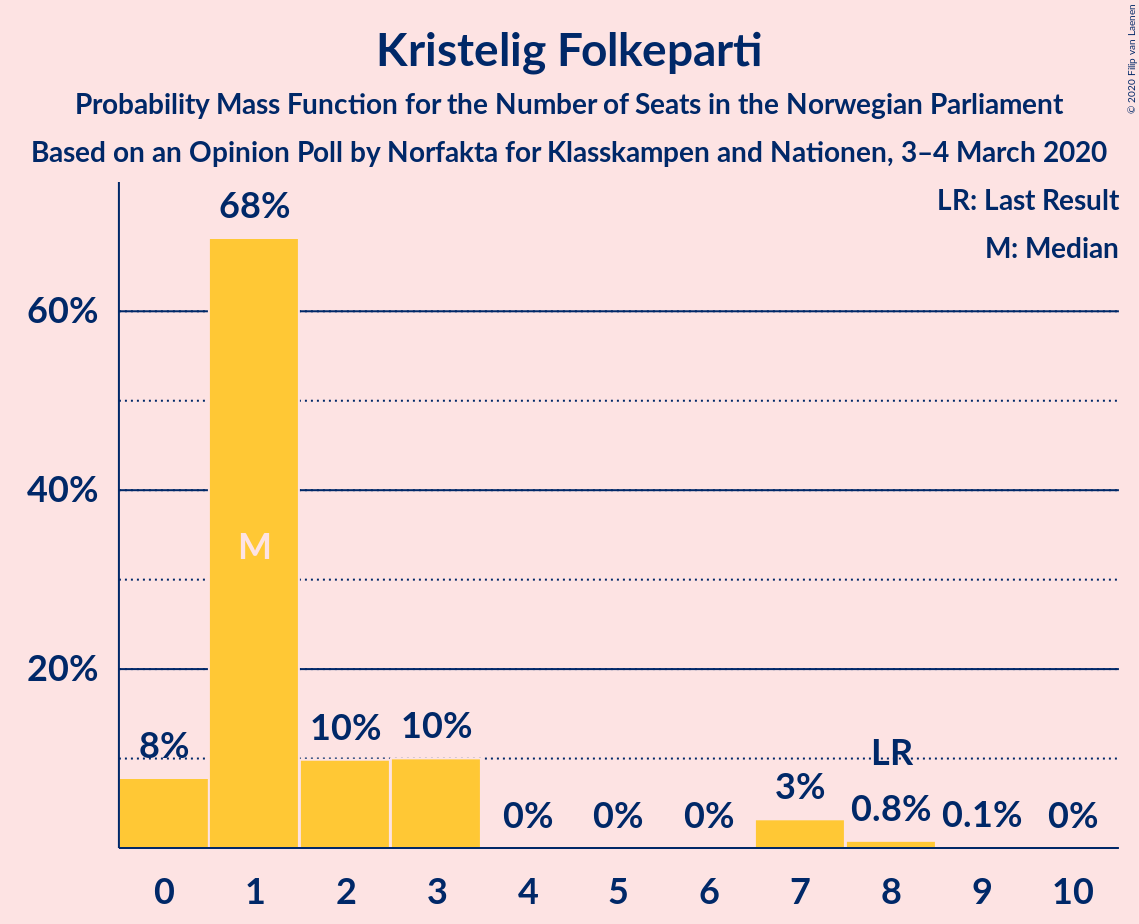 © 2020 Filip van Laenen
Kristelig Folkeparti
Probability Mass Function for the Number of Seats in the Norwegian Parliament
Based on an Opinion Poll by Norfakta for Klasskampen and Nationen, 3–4 March 2020
LR: Last Result
M: Median
68%
60%
40%
M
20%
8%
10%
10%
0%
0%
0%
3%
LR
0.8%
0.1%
0%
0 1 2 3 4 5 6 7 8 9 10